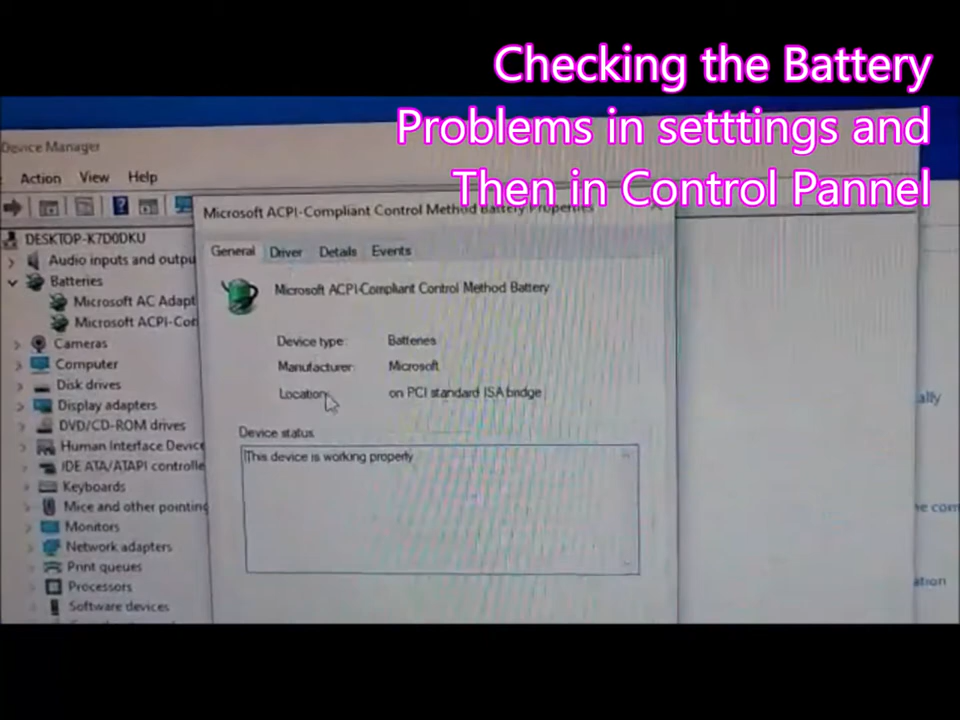 Checking the Battery
Problems in setttings and
Then in Control Pannel
Device Manager
Action View Help
Microsoft ACPI-Compliant Control Method Battery Properties
DESKTOP-K7D0DKU
Audio inputs and outpu
Batteries
Microsoft AC Adapt
Microsoft ACPI-Com
Cameras
Computer
Disk drives
Display adapters
DVD/CD-ROM drives
Human Interface Device
IDE ATA/ATAPI controlle
Keyboards
Mice and other pointing
Monitors
Network adapters
Print queues
Processors
Software devices
General Driver Details Events
Microsoft ACPI-Compliant Control Method Battery
Device type: Batteries
Manufacturer: Microsoft
Location: on PCI standard ISA bridge
Device status
This device is working properly
ally
e com
ation